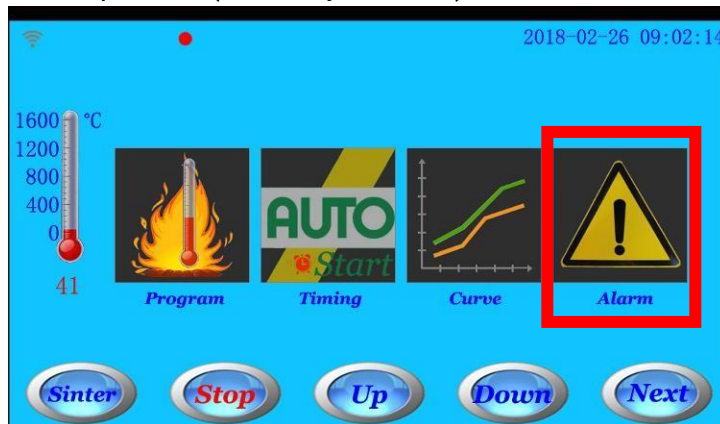 2018-02-26 09:02:14
1600 ℃
1200
800
400
0
41
AUTO
Start
Program Timing Curve Alarm
Sinter Stop Up Down Next